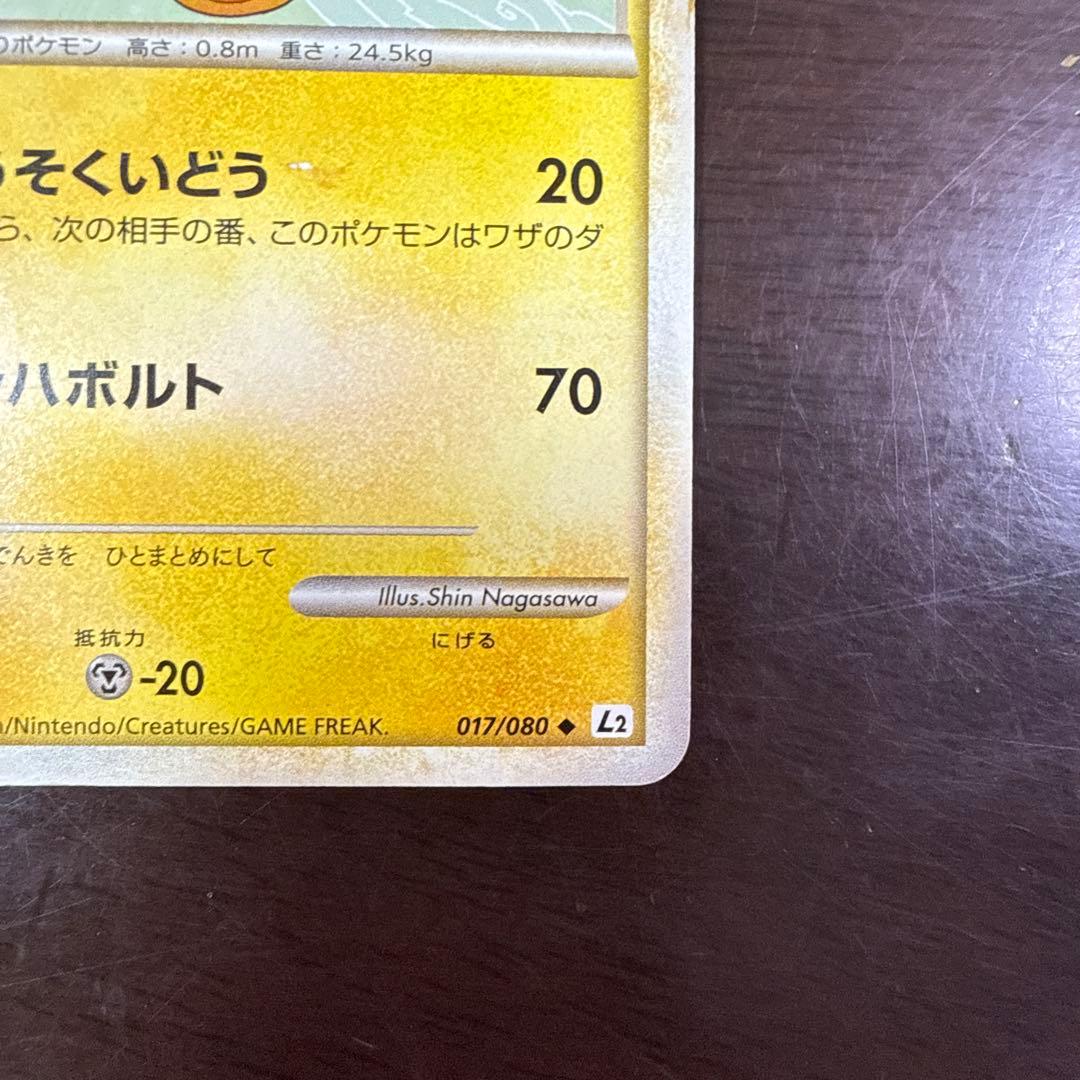 のポケモン 高さ：0.8m 重さ：24.5kg
うそくいどう 20
ら、次の相手の番、このポケモンはワザのダ
ハボルト 70
でんきを ひとまとめにして
Illus.Shin Nagasawa
抵抗力 にげる
-20
/Nintendo/Creatures/GAME FREAK.
017/080 ◆ L2